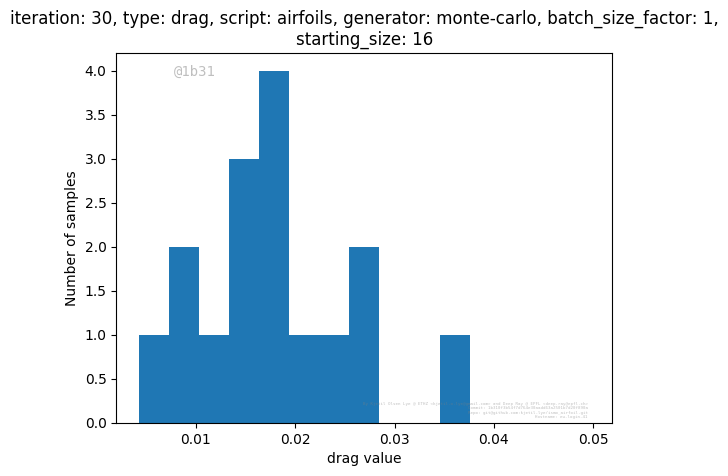 iteration: 30, type: drag, script: airfoils, generator: monte-carlo, batch_size_factor: 1,
starting_size: 16
@1b31
4.0
3.5
3.0
2.5
2.0
1.5
1.0
0.5
0.0
Number of samples
0.01
0.02
0.03
0.04
0.05
drag value